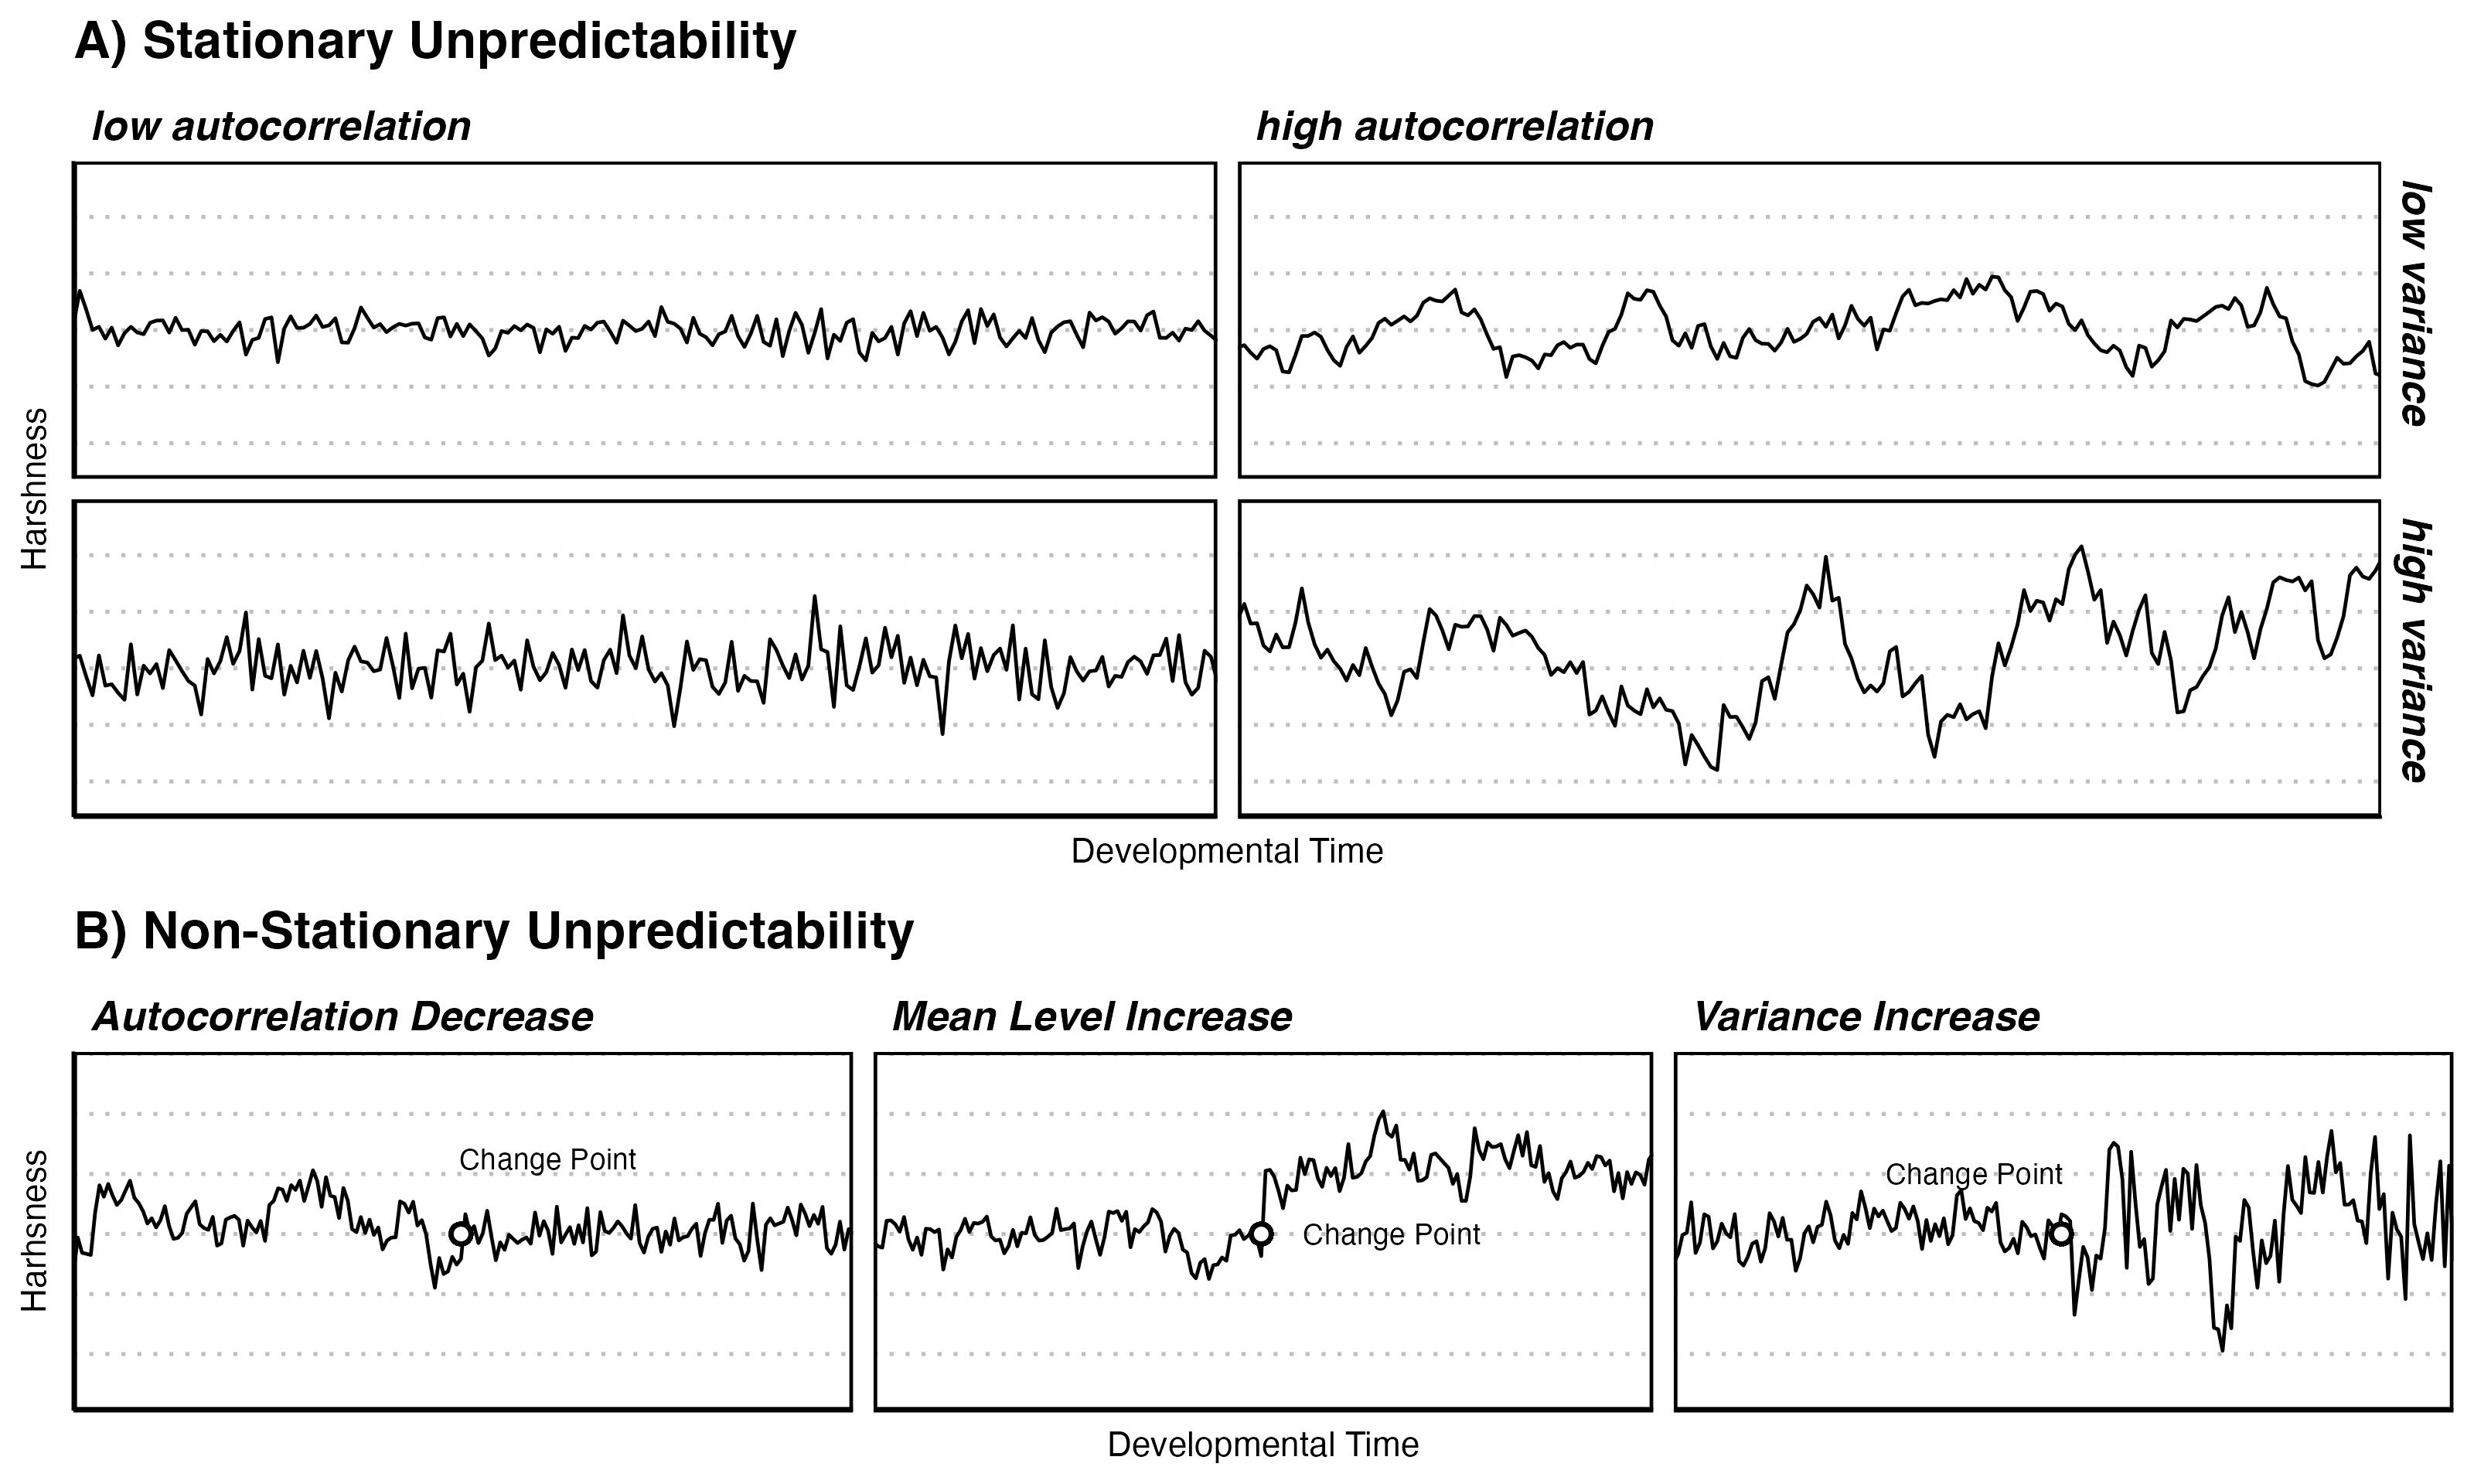 A) Stationary Unpredictability
low autocorrelation
high autocorrelation
low variance
Harshness
high variance
Developmental Time
B) Non-Stationary Unpredictability
Autocorrelation Decrease
Mean Level Increase
Variance Increase
Harhsness
Change Point
Change Point
Change Point
Developmental Time